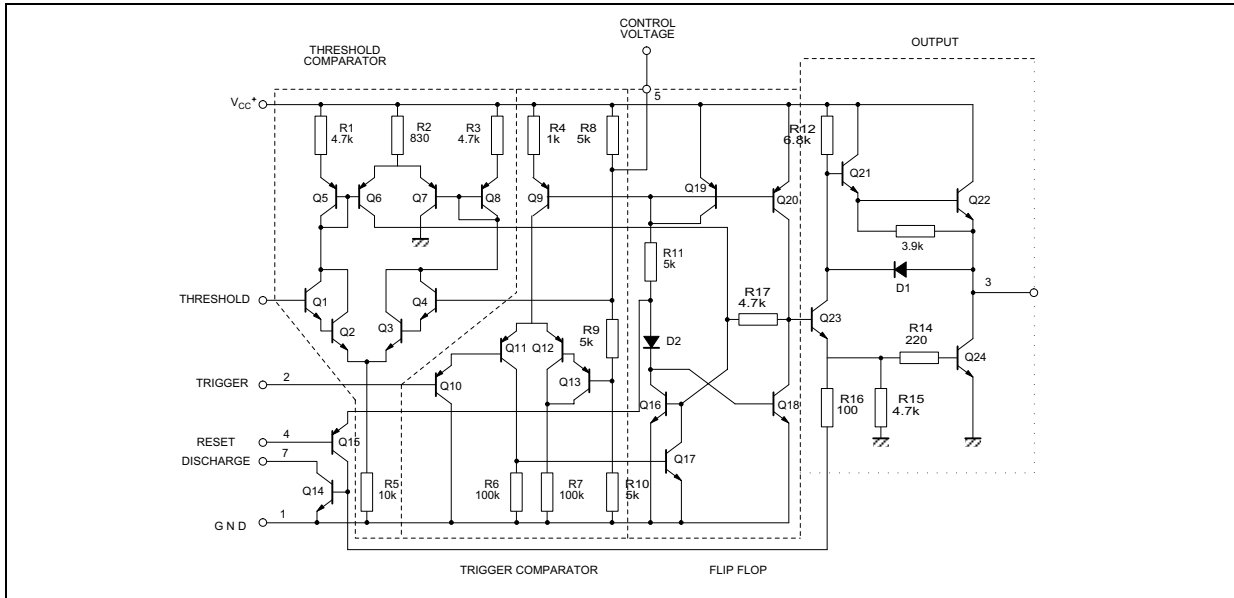 CONTROL
VOLTAGE
OUTPUT
THRESHOLD
COMPARATOR
5
VCC+
R1
4.7k
R2
830
R3
4.7k
R4
1k
R8
5k
R12
6.8k
Q5
Q6
Q7
Q8
Q9
Q19
Q20
Q21
Q22
3.9k
R11
5k
D1
3
THRESHOLD
Q1
Q2
Q3
Q4
R17
4.7k
Q23
R9
5k
D2
R14
220
Q24
Q11
Q12
Q13
TRIGGER
2
Q10
Q16
Q18
R16
100
R15
4.7k
RESET
4
Q15
DISCHARGE
7
Q17
Q14
R5
10k
R6
100k
R7
100k
R10
5k
GND
1
TRIGGER COMPARATOR
FLIP FLOP